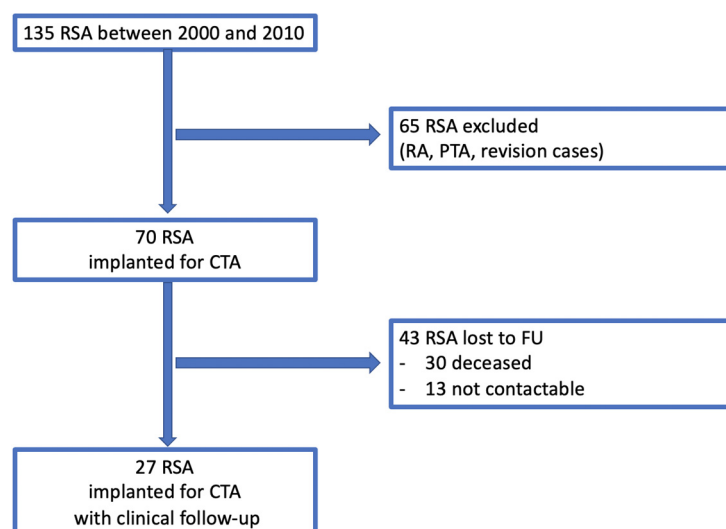 135 RSA between 2000 and 2010
65 RSA excluded
(RA, PTA, revision cases)
70 RSA
implanted for CTA
43 RSA lost to FU
- 30 deceased
- 13 not contactable
27 RSA
implanted for CTA
with clinical follow-up